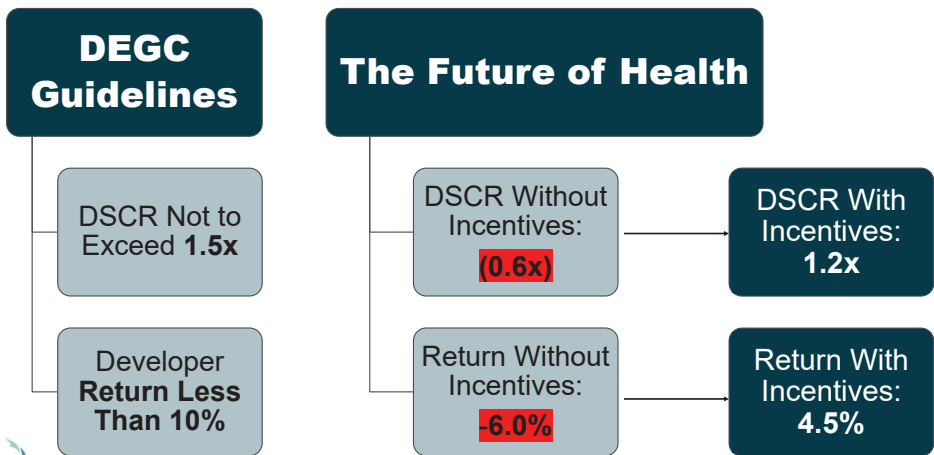 DEGC
Guidelines
DSCR Not to
Exceed 1.5x
Developer
Return Less
Than 10%
The Future of Health
DSCR Without
Incentives:
(0.6x)
DSCR With
Incentives:
1.2x
Return Without
Incentives:
-6.0%
Return With
Incentives:
4.5%